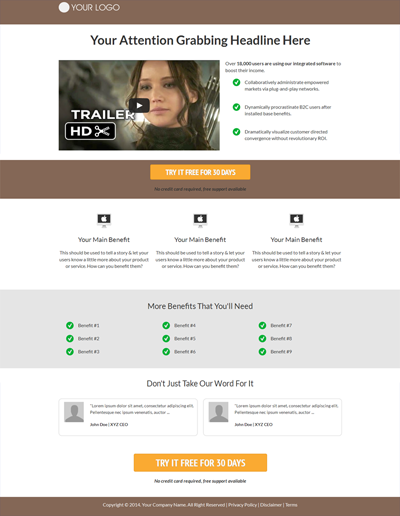 YOUR LOGO
Your Attention Grabbing Headline Here
Over 18,000 users are using our integrated software to
boost their income.
Collaboratively administrate empowered
markets via plug-and-play networks.
Dynamically procrastinate B2C users after
installed base benefits.
Dramatically visualize customer directed
convergence without revolutionary ROI.
TRAILER
HD
TRY IT FREE FOR 30 DAYS
No credit card required, free support available
Your Main Benefit
This should be used to tell a story & let your
users know a little more about your product
or service. How can you benefit them?
Your Main Benefit
This should be used to tell a story & let your
users know a little more about your product
or service. How can you benefit them?
Your Main Benefit
This should be used to tell a story & let your
users know a little more about your product
or service. How can you benefit them?
More Benefits That You'll Need
Benefit #1
Benefit #2
Benefit #3
Benefit #4
Benefit #5
Benefit #6
Benefit #7
Benefit #8
Benefit #9
Don't Just Take Our Word For It
"Lorem ipsum dolor sit amet, consectetur adipiscing elit.
Pellentesque nec ipsum venenatis, auctor ...
John Doe | XYZ CEO
"Lorem ipsum dolor sit amet, consectetur adipiscing elit.
Pellentesque nec ipsum venenatis, auctor ...
John Doe | XYZ CEO
TRY IT FREE FOR 30 DAYS
No credit card required, free support available
Copyright © 2014. Your Company Name. All Right Reserved | Privacy Policy | Disclaimer | Terms